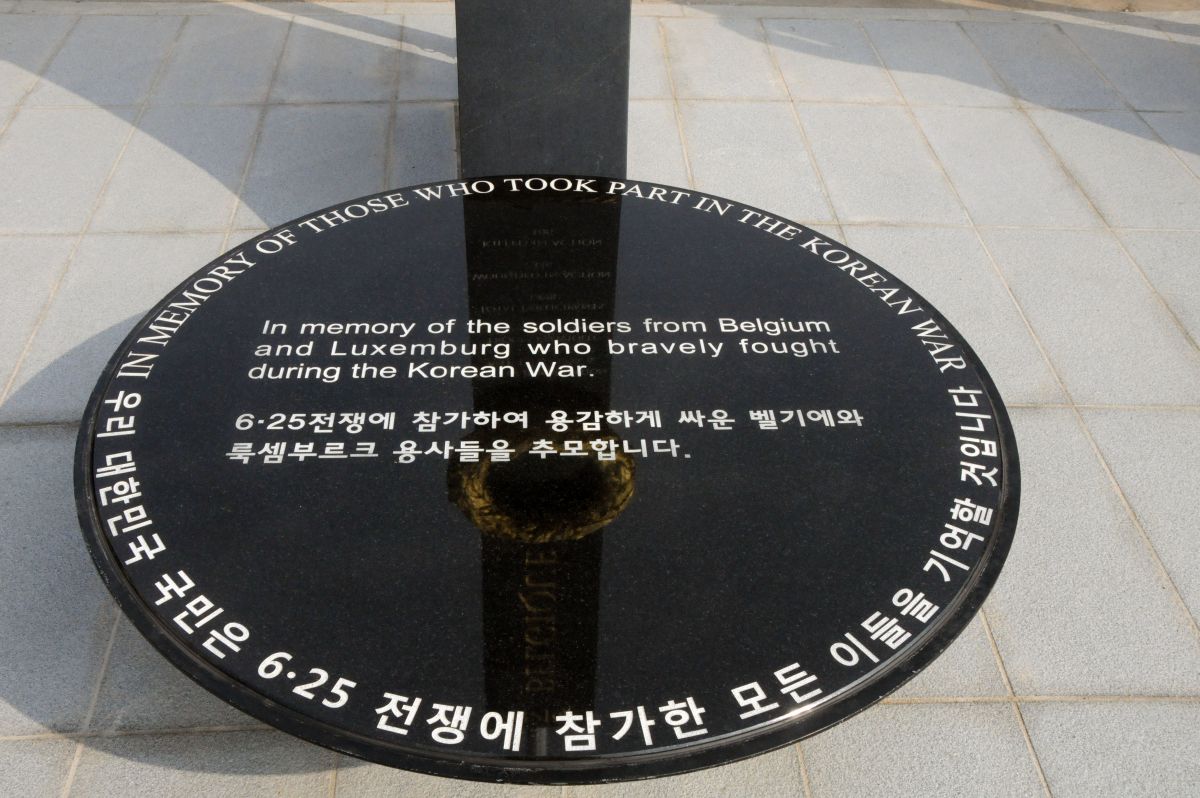 IN MEMORY OF THOSE WHO TOOK PART IN THE KOREAN WAR
In memory of the soldiers from Belgium
and Luxemburg who bravely fought
during the Korean War.
6·25전쟁에 참가하여 용감하게 싸운 벨기에와
룩셈부르크 용사들을 추모합니다.
우리 대한민국 국민은 6·25 전쟁에 참가한 모든 이들을 기억할 것입니다